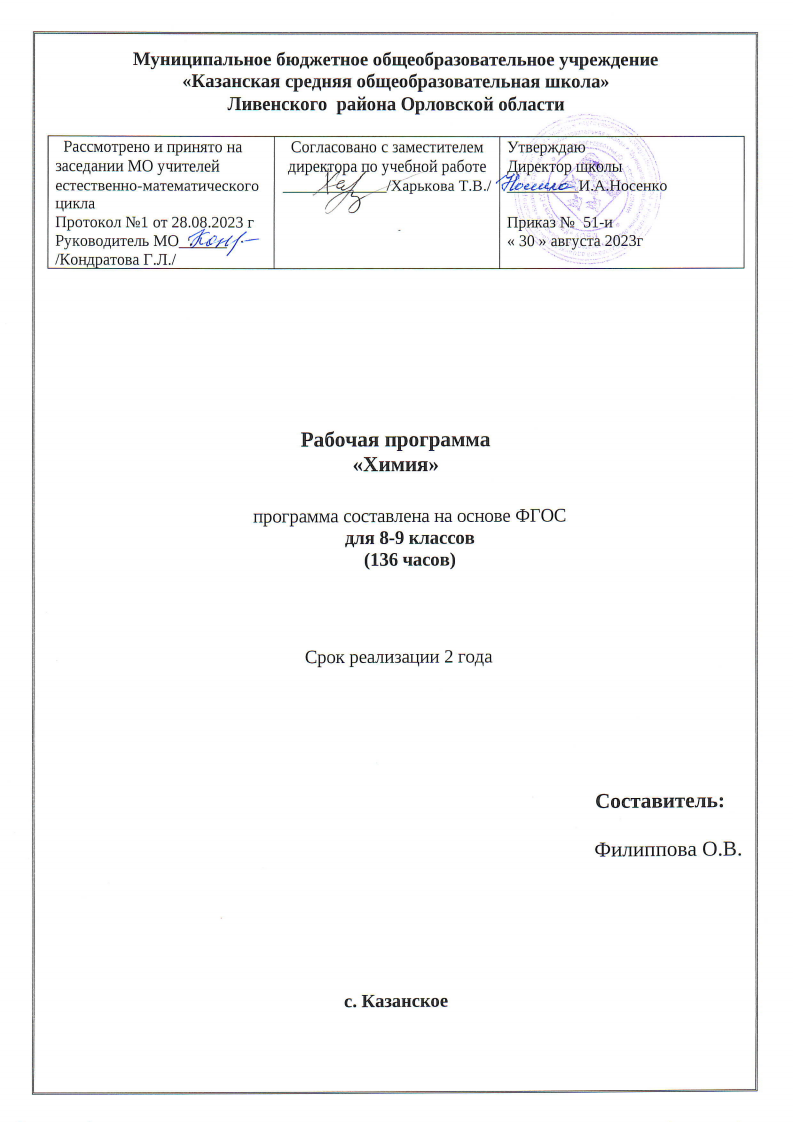 Муниципальное бюджетное общеобразовательное учреждение
«Казанская средняя общеобразовательная школа»
Ливенского района Орловской области
Рассмотрено и принято на
заседании МО учителей
естественно-математического
цикла
Протокол №1 от 28.08.2023 г
Руководитель МО
/Кондратова Г.Л./
Согласовано с заместителем
директора по учебной работе
/Харькова Т.В./
Утверждаю
Директор школы
И.А.Носенко
Приказ № 51-и
« 30 » августа 2023г
Рабочая программа
«Химия»
программа составлена на основе ФГОС
для 8-9 классов
(136 часов)
Срок реализации 2 года
Составитель:
Филиппова О.В.
с. Казанское